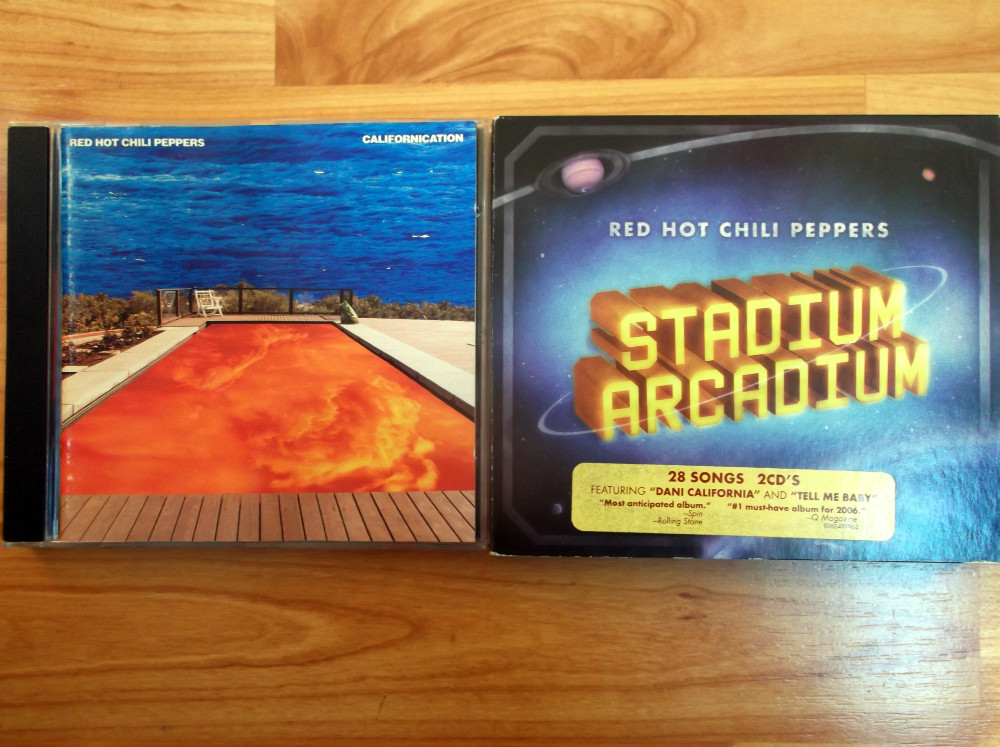 RED HOT CHILI PEPPERS
CALIFORNICATION
RED HOT CHILI PEPPERS
STADIUM
ARCADIUM
28 SONGS 2CD'S
FEATURING "DANI CALIFORNIA" AND "TELL ME BABY"
"Most anticipated album." "#1 must-have album for 2006."
–Spin –Q Magazine
–Rolling Stone